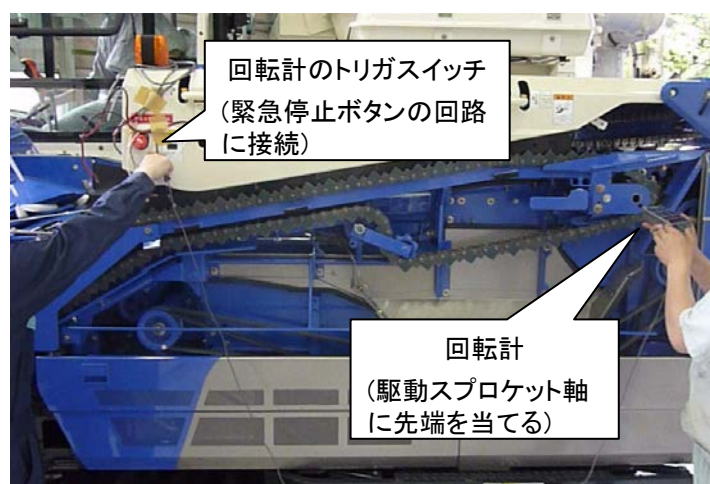 回転計のトリガスイッチ
(緊急停止ボタンの回路
に接続)
回転計
(駆動スプロケット軸
に先端を当てる)